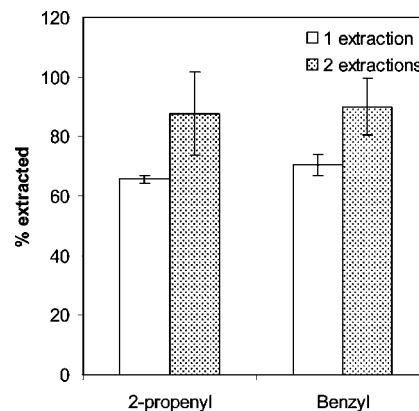 120
100
80
60
40
20
0
% extracted
1 extraction
2 extractions
2-propenyl
Benzyl